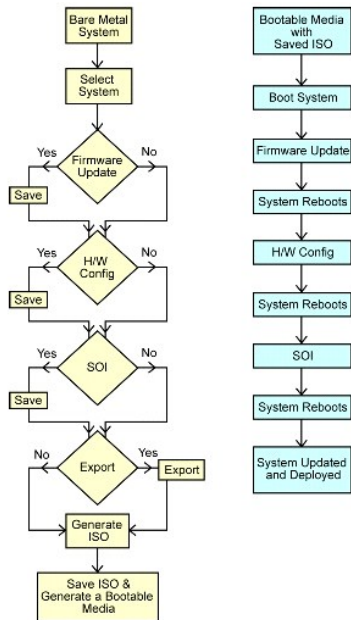 Bare Metal
System
Select
System
Yes
No
Firmware
Update
Save
Yes
No
H/W
Config
Save
Yes
No
SOI
Save
No
Yes
Export
Export
Generate
ISO
Save ISO &
Generate a Bootable
Media
Bootable Media
with
Saved ISO
Boot System
Firmware Update
System Reboots
H/W Config
System Reboots
SOI
System Reboots
System Updated
and Deployed